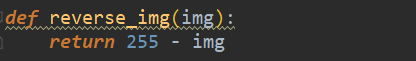 def reverse_img(img):
    return 255 - img